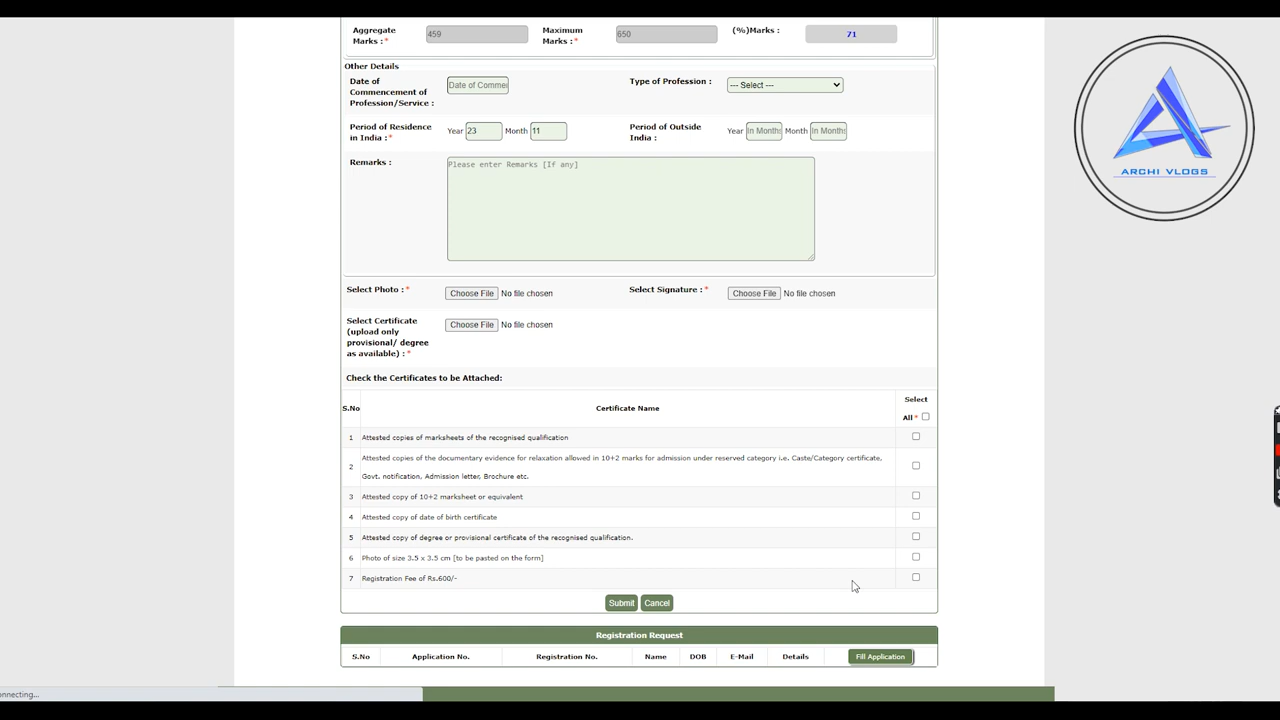 Aggregate Marks : * 459 Maximum Marks : * 650 (%)Marks : 71
Other Details
Date of Commencement of Profession/Service : Date of Commen Type of Profession : --- Select ---
Period of Residence in India : * Year 23 Month 11 Period of Outside India : Year In Months Month In Months
Remarks : Please enter Remarks [If any]
Select Photo : * Choose File No file chosen Select Signature : * Choose File No file chosen
Select Certificate (upload only provisional/ degree as available) : * Choose File No file chosen
Check the Certificates to be Attached:
S.No Certificate Name Select All *
1 Attested copies of marksheets of the recognised qualification
2 Attested copies of the documentary evidence for relaxation allowed in 10+2 marks for admission under reserved category i.e. Caste/Category certificate,
Govt. notification, Admission letter, Brochure etc.
3 Attested copy of 10+2 marksheet or equivalent
4 Attested copy of date of birth certificate
5 Attested copy of degree or provisional certificate of the recognised qualification.
6 Photo of size 3.5 x 3.5 cm [to be pasted on the form]
7 Registration Fee of Rs.600/-
Submit Cancel
Registration Request
S.No Application No. Registration No. Name DOB E-Mail Details Fill Application
nnecting...
ARCHI VLOGS